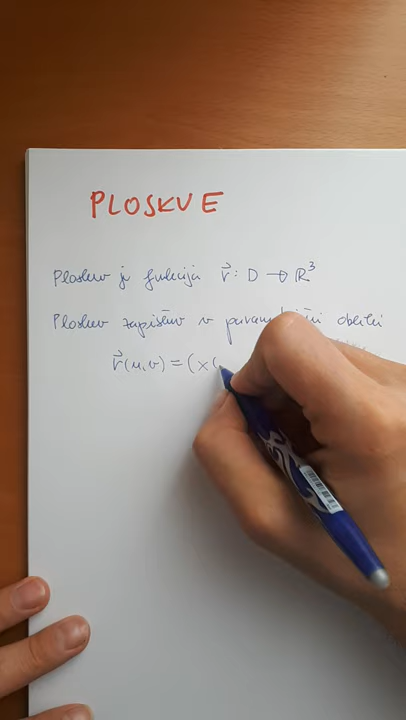 PLOSKVE
Ploskev je funkcija r⃗ : D → ℝ³
Ploskev zapišemo v parametrični obliki
r⃗(u,v) = (x(